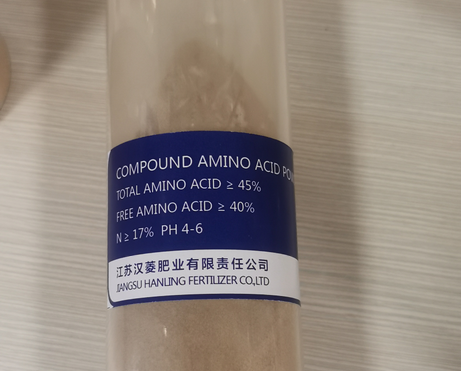 COMPOUND AMINO ACID
TOTAL AMINO ACID ≥ 45%
FREE AMINO ACID ≥ 40%
N ≥ 17% PH 4-6
江苏汉菱肥业有限责任公司
JIANGSU HANLING FERTILIZER CO,LTD